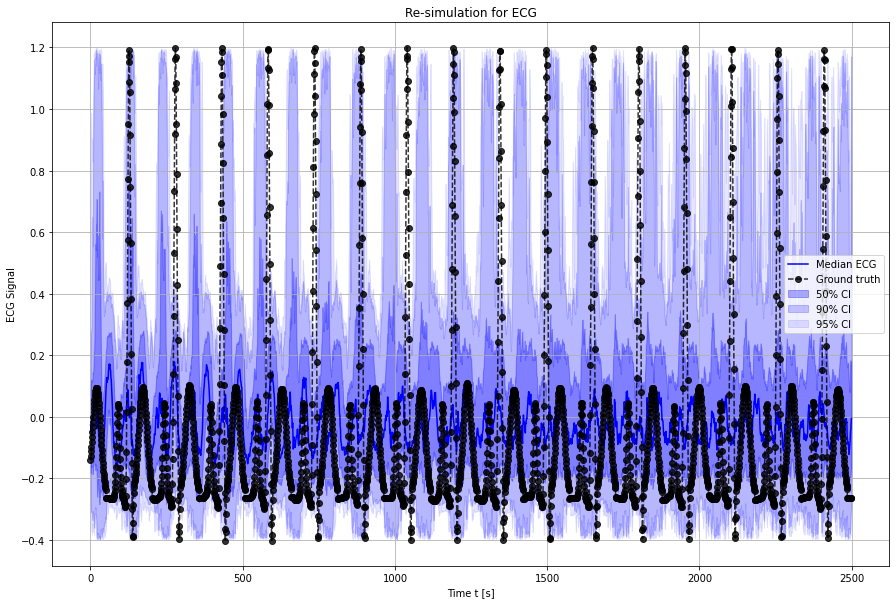 Re-simulation for ECG
ECG Signal
1.2
1.0
0.8
0.6
0.4
0.2
0.0
−0.2
−0.4
Median ECG
Ground truth
50% CI
90% CI
95% CI
0 500 1000 1500 2000 2500
Time t [s]